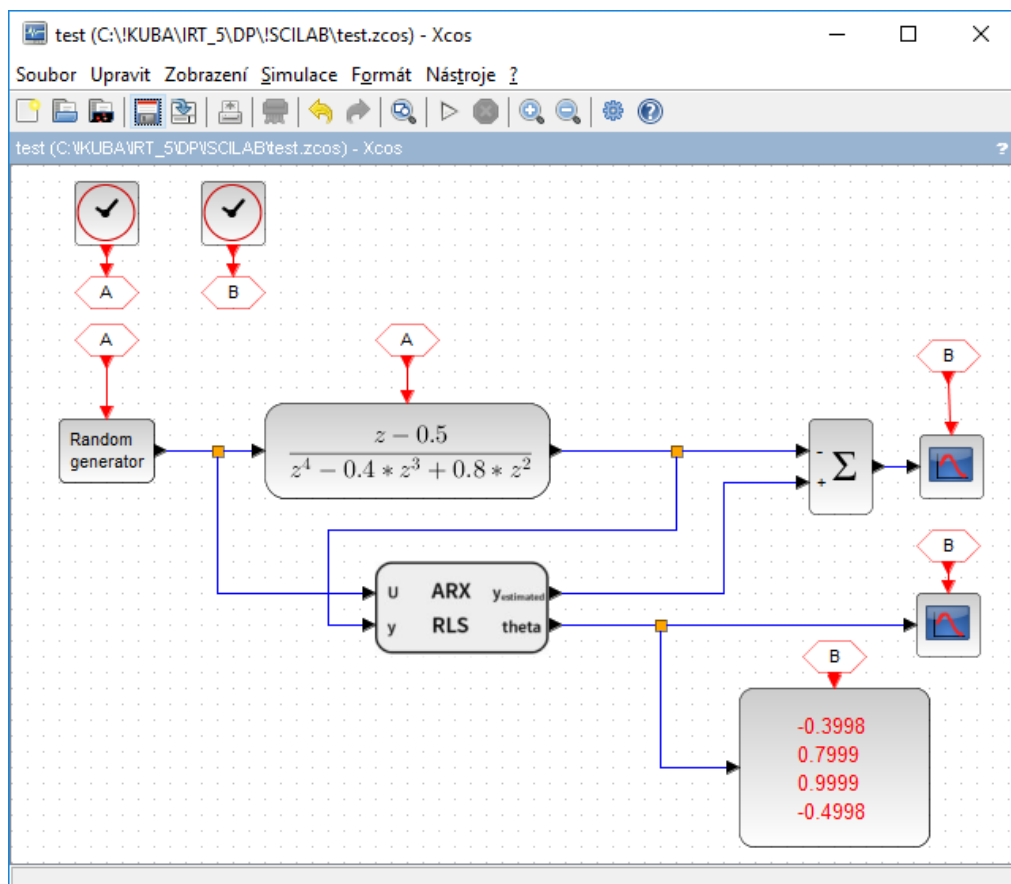 test (C:\!KUBA\IRT_5\DP\!SCILAB\test.zcos) - Xcos
Soubor Upravit Zobrazení Simulace Formát Nástroje ?
test (C:\!KUBA\IRT_5\DP\!SCILAB\test.zcos) - Xcos ?
A B
A A
B
Random
generator
z − 0.5
z^4 − 0.4 * z^3 + 0.8 * z^2
-
+ Σ
B
U ARX y_estimated
y RLS theta
B
-0.3998
0.7999
0.9999
-0.4998